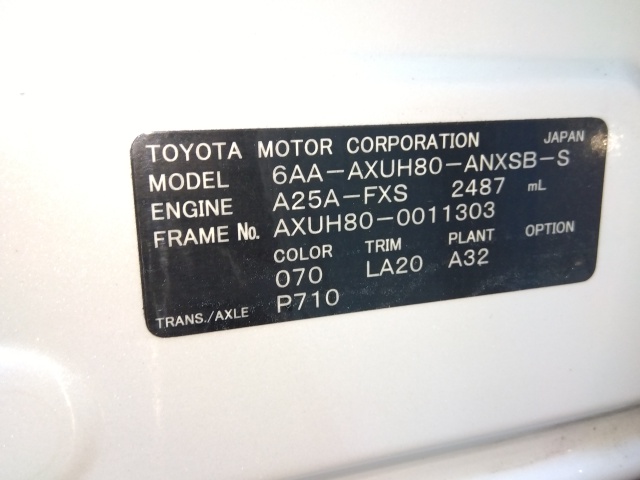 TOYOTA MOTOR CORPORATION JAPAN
MODEL 6AA-AXUH80-ANXSB-S
ENGINE A25A-FXS 2487 mL
FRAME No. AXUH80-0011303
COLOR TRIM PLANT OPTION
070 LA20 A32
TRANS./AXLE P710